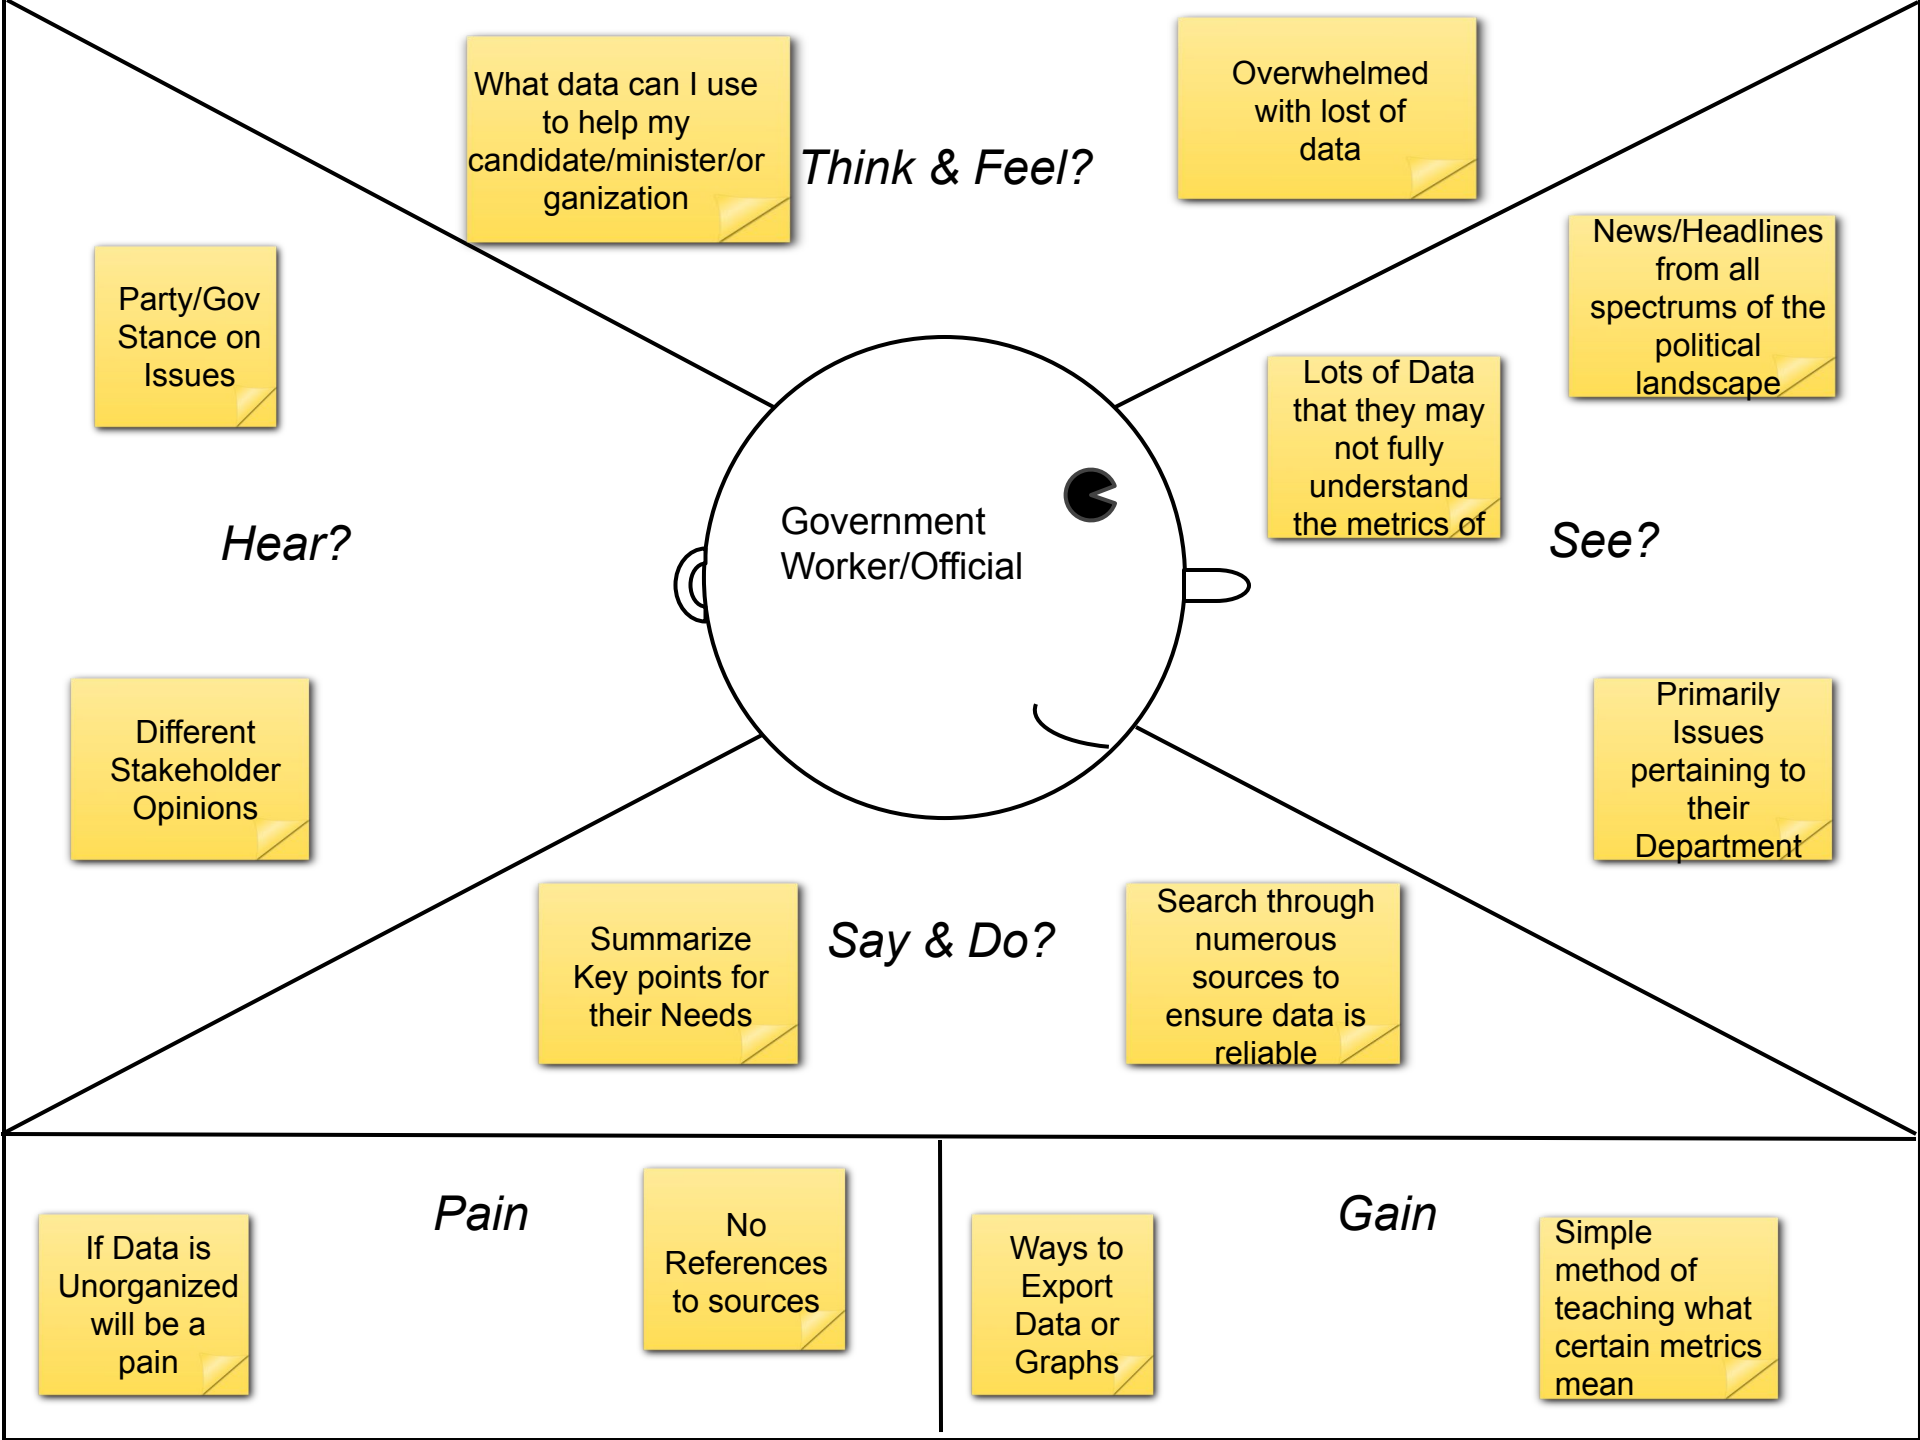 What data can I use
to help my
candidate/minister/or
ganization
Think & Feel?
Overwhelmed
with lost of
data
Party/Gov
Stance on
Issues
Hear?
Different
Stakeholder
Opinions
Government
Worker/Official
News/Headlines
from all
spectrums of the
political
landscape
Lots of Data
that they may
not fully
understand
the metrics of
See?
Primarily
Issues
pertaining to
their
Department
Summarize
Key points for
their Needs
Say & Do?
Search through
numerous
sources to
ensure data is
reliable
Pain
If Data is
Unorganized
will be a
pain
No
References
to sources
Gain
Ways to
Export
Data or
Graphs
Simple
method of
teaching what
certain metrics
mean